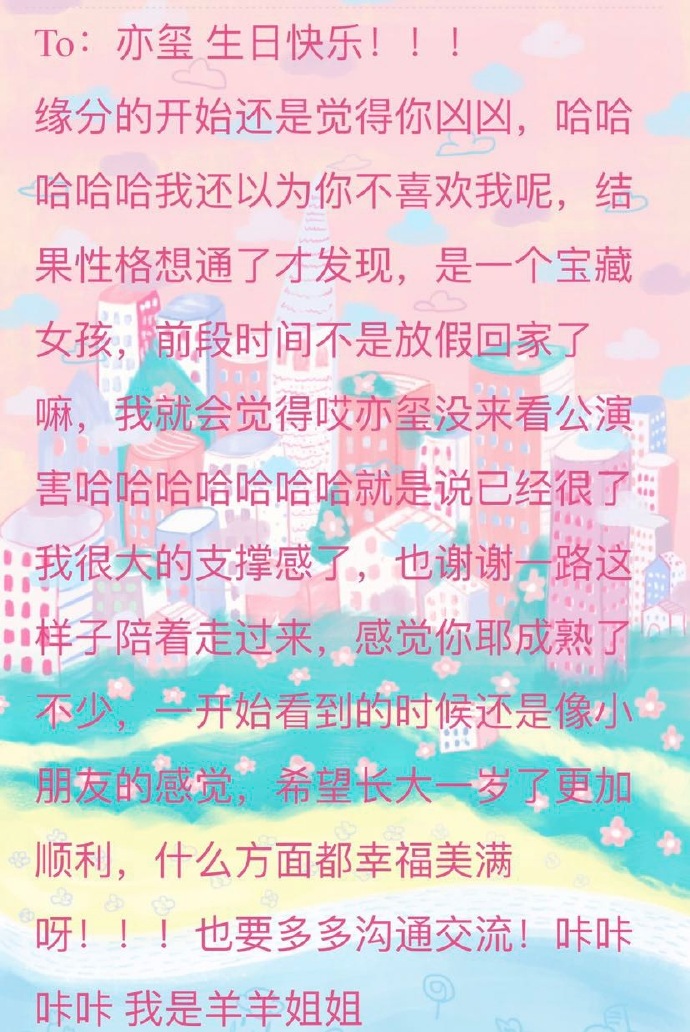 To：亦玺 生日快乐！！！
缘分的开始还是觉得你凶凶，哈哈
哈哈哈我还以为你不喜欢我呢，结
果性格想通了才发现，是一个宝藏
女孩，前段时间不是放假回家了
嘛，我就会觉得哎亦玺没来看公演
害哈哈哈哈哈哈哈就是说已经很了
我很大的支撑感了，也谢谢一路这
样子陪着走过来，感觉你耶成熟了
不少，一开始看到的时候还是像小
朋友的感觉，希望长大一岁了更加
顺利，什么方面都幸福美满
呀！！！也要多多沟通交流！咔咔
咔咔 我是羊羊姐姐